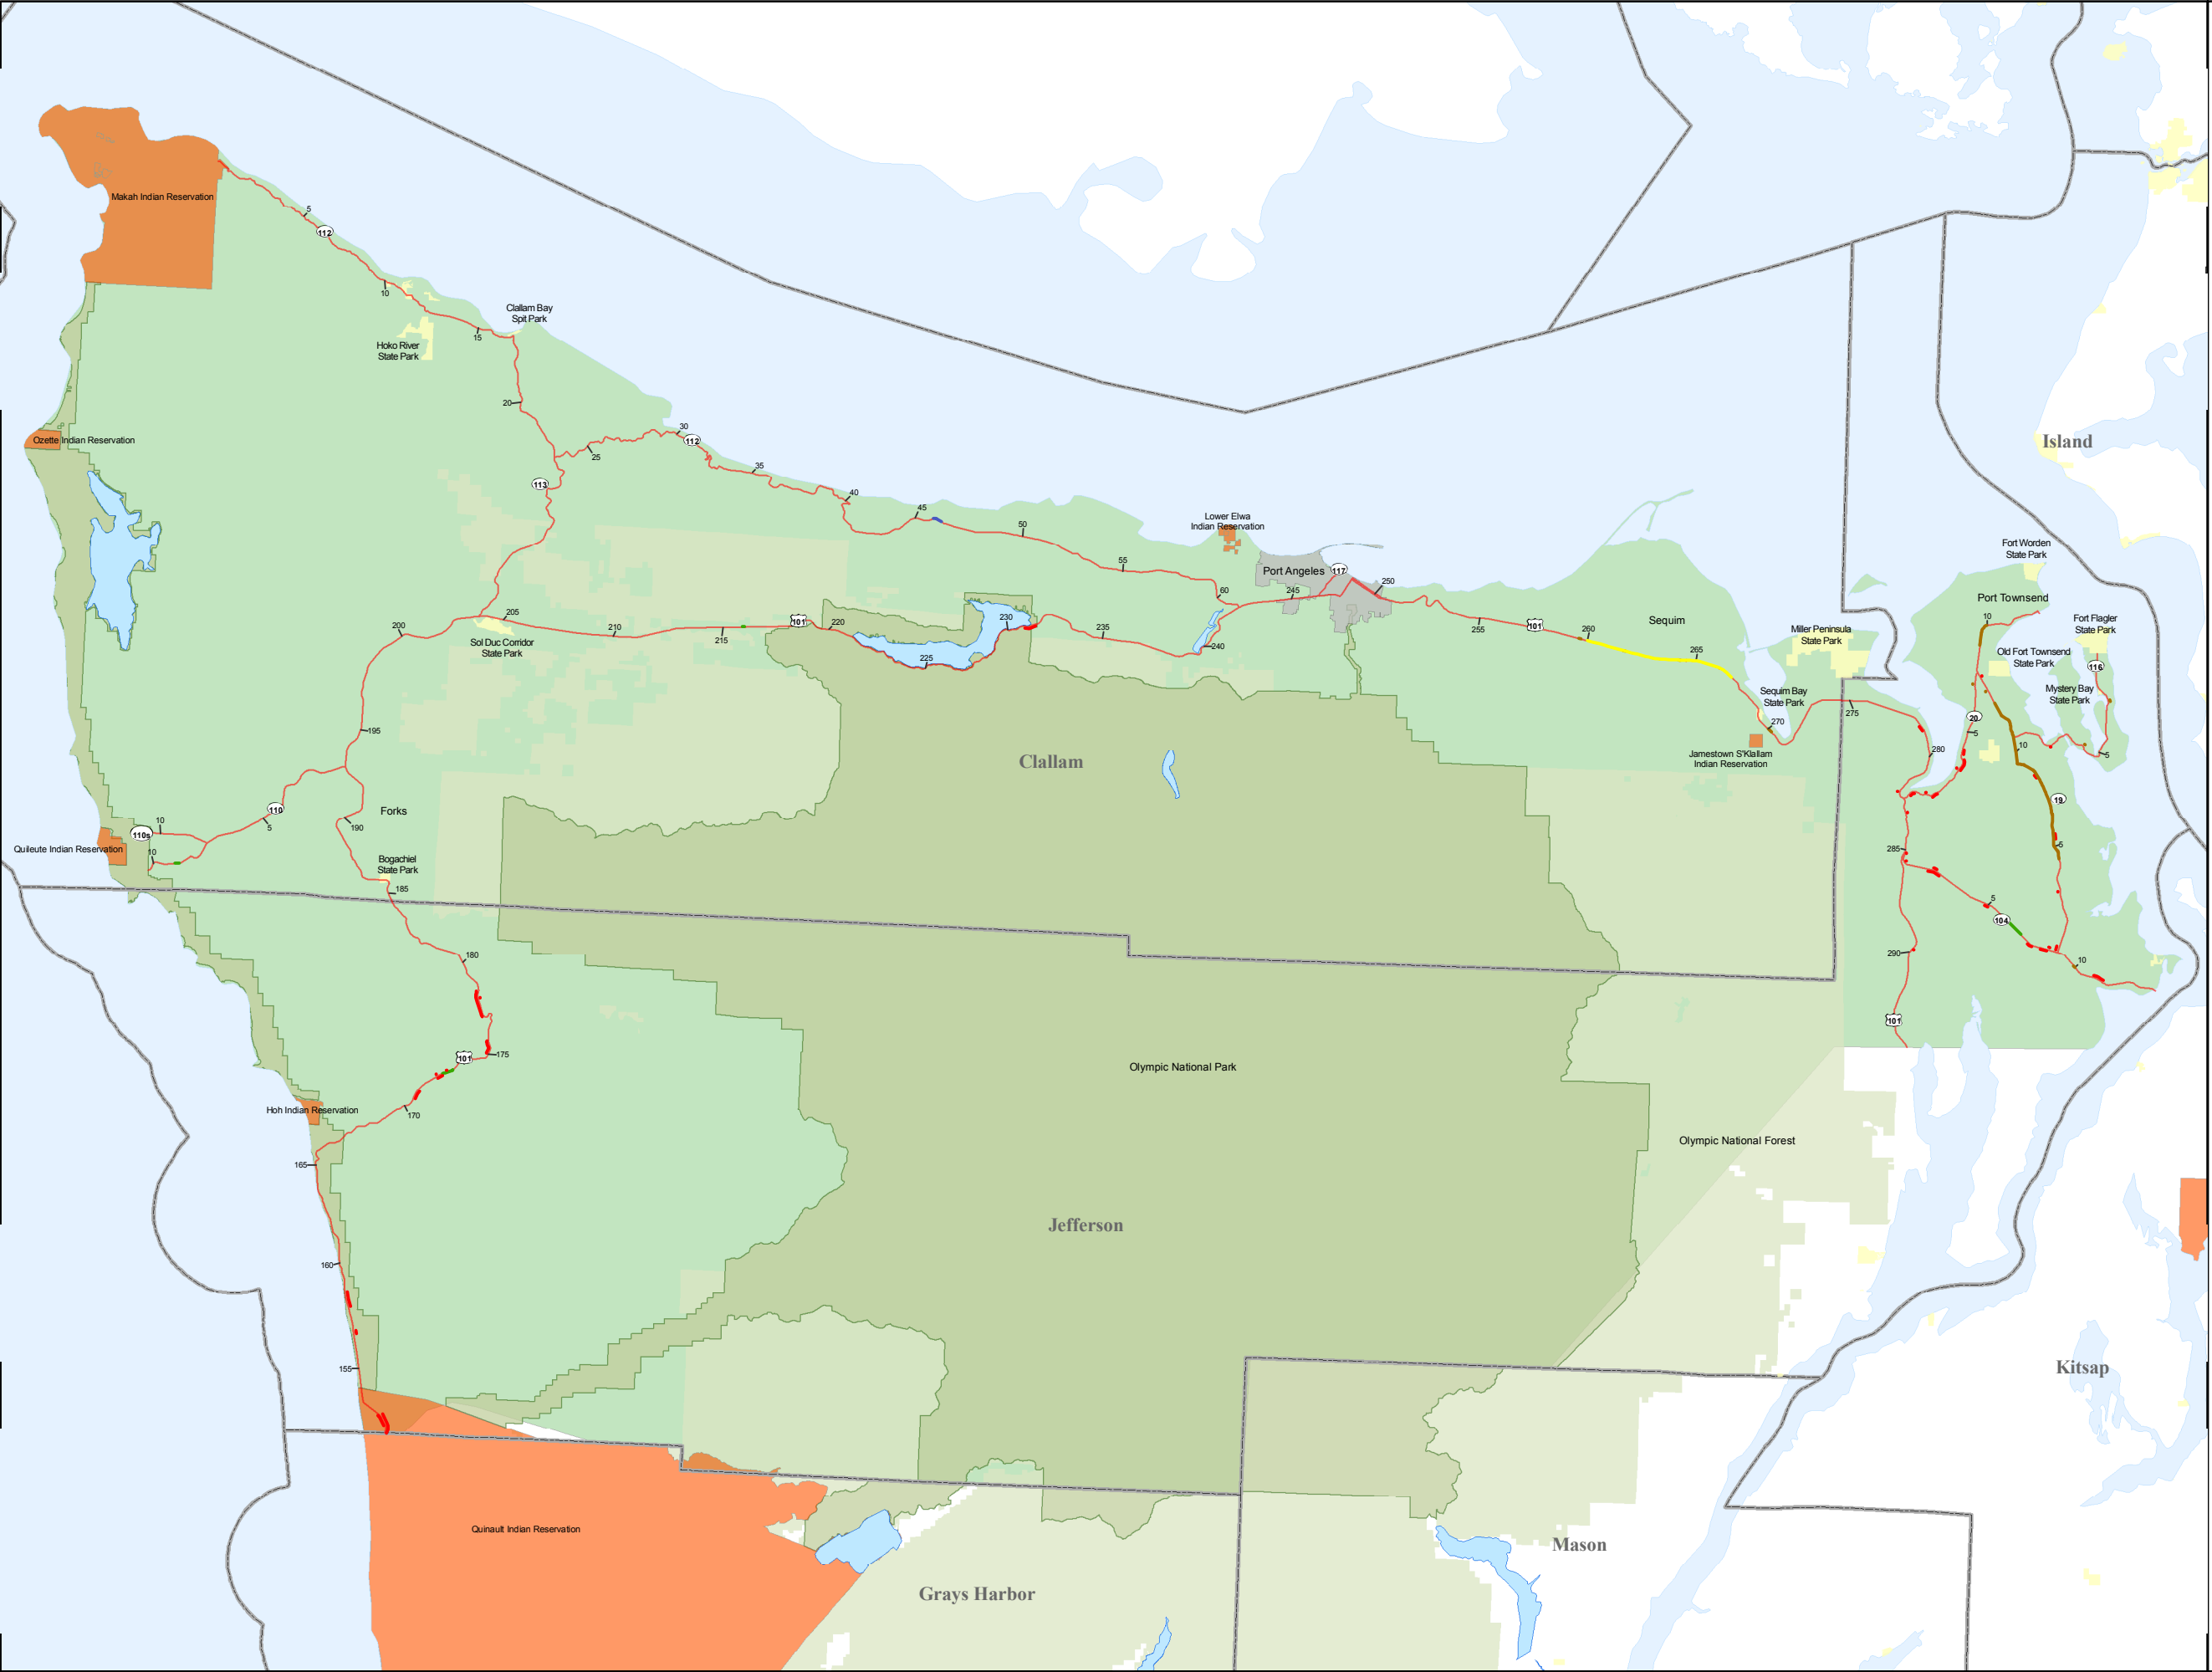 Makah Indian Reservation
5
112
10
Clallam Bay
Spit Park
15
Hoko River
State Park
20
30
112
25
Ozette Indian Reservation
Island
35
113
40
45
50
Lower Elwa
Indian Reservation
55
Port Angeles
117
250
60
245
Fort Worden
State Park
Port Townsend
10
205
200
Sol Duc Corridor
State Park
210
215
101
220
230
225
235
240
255
101
260
Sequim
265
Miller Peninsula
State Park
Fort Flagler
State Park
Old Fort Townsend
State Park
116
Mystery Bay
State Park
Sequim Bay
State Park
270
275
20
5
195
Clallam
Jamestown S'Klallam
Indian Reservation
280
10
5
110
5
Forks
190
19
110s
10
10
Quileute Indian Reservation
285
5
Bogachiel
State Park
185
5
104
180
290
10
101
101
175
Olympic National Park
Hoh Indian Reservation
170
Olympic National Forest
165
Jefferson
160
155
Kitsap
Quinault Indian Reservation
Mason
Grays Harbor